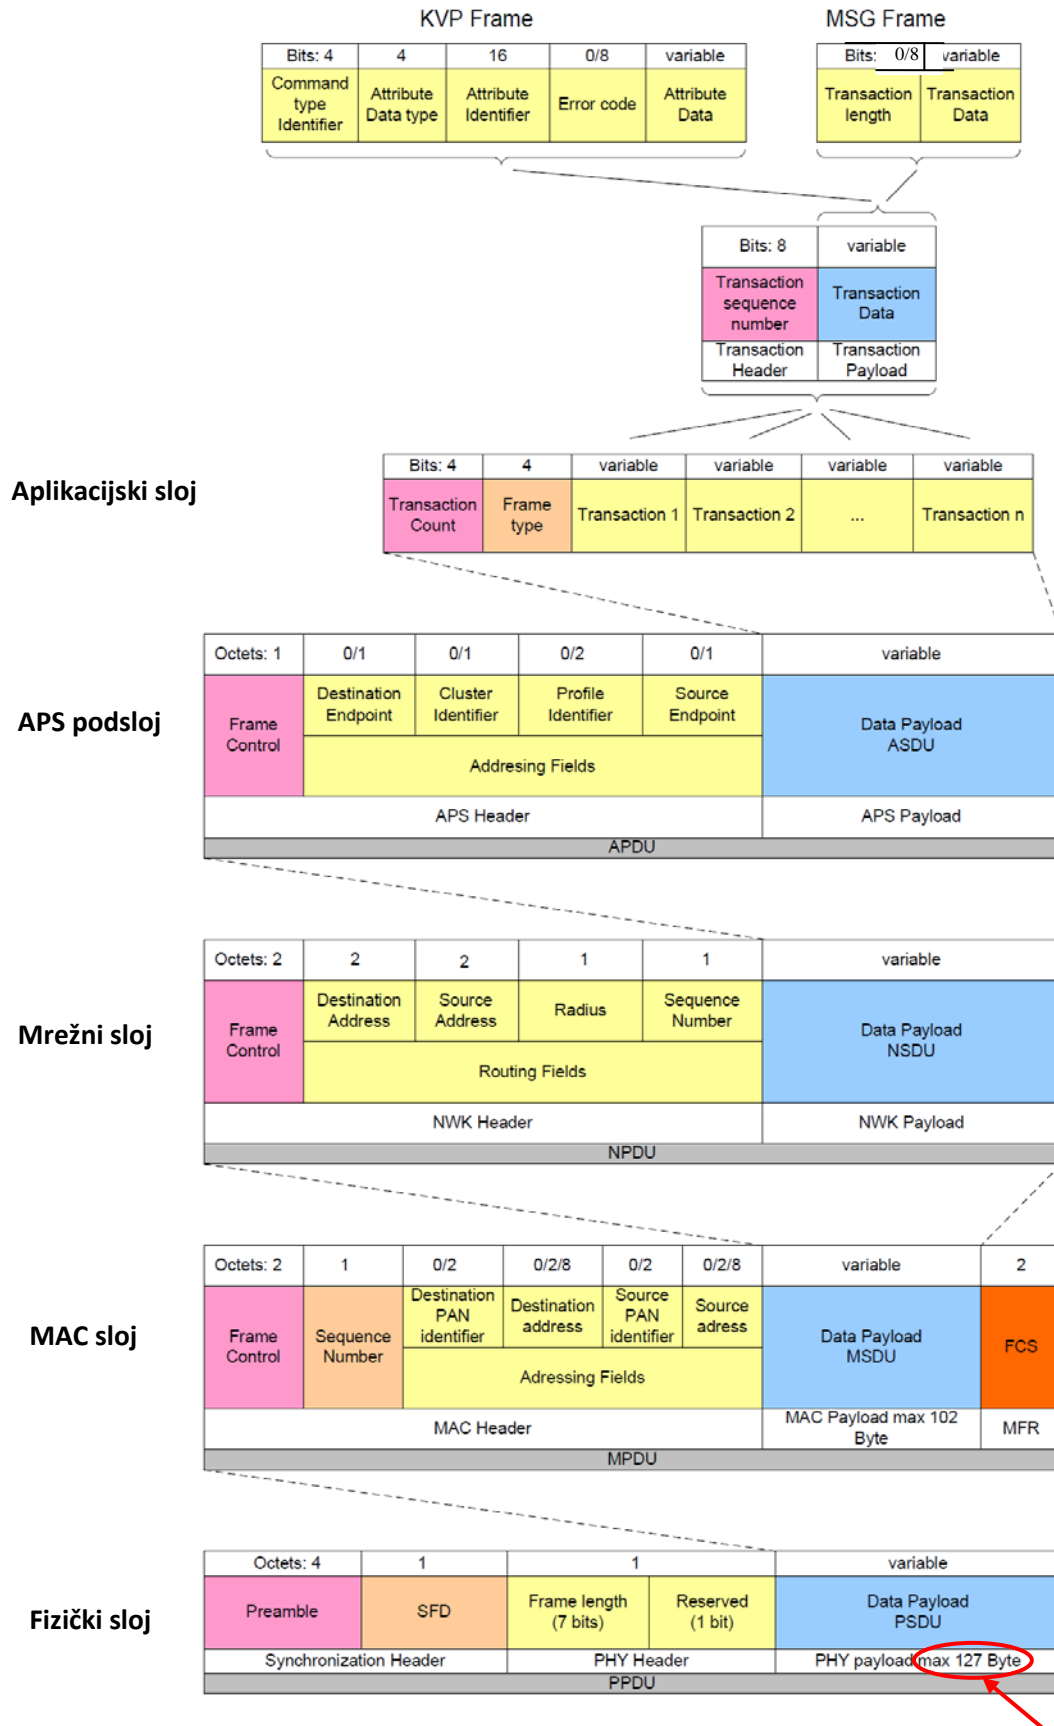 KVP Frame MSG Frame
Bits: 4 4 16 0/8 variable Bits: 0/8 variable
Command type Identifier Attribute Data type Attribute Identifier Error code Attribute Data Transaction length Transaction Data
Bits: 8 variable
Transaction sequence number Transaction Data
Transaction Header Transaction Payload
Bits: 4 4 variable variable variable variable
Aplikacijski sloj
Transaction Count Frame type Transaction 1 Transaction 2 ... Transaction n
Octets: 1 0/1 0/1 0/2 0/1 variable
APS podsloj
Frame Control Destination Endpoint Cluster Identifier Profile Identifier Source Endpoint Data Payload ASDU
Addresing Fields
APS Header APS Payload
APDU
Octets: 2 2 2 1 1 variable
Mrežni sloj
Frame Control Destination Address Source Address Radius Sequence Number Data Payload NSDU
Routing Fields
NWK Header NWK Payload
NPDU
Octets: 2 1 0/2 0/2/8 0/2 0/2/8 variable 2
MAC sloj
Frame Control Sequence Number Destination PAN identifier Destination address Source PAN identifier Source adress Data Payload MSDU FCS
Adressing Fields
MAC Header MAC Payload max 102 Byte MFR
MPDU
Octets: 4 1 1 variable
Fizički sloj
Preamble SFD Frame length (7 bits) Reserved (1 bit) Data Payload PSDU
Synchronization Header PHY Header PHY payload max 127 Byte
PPDU